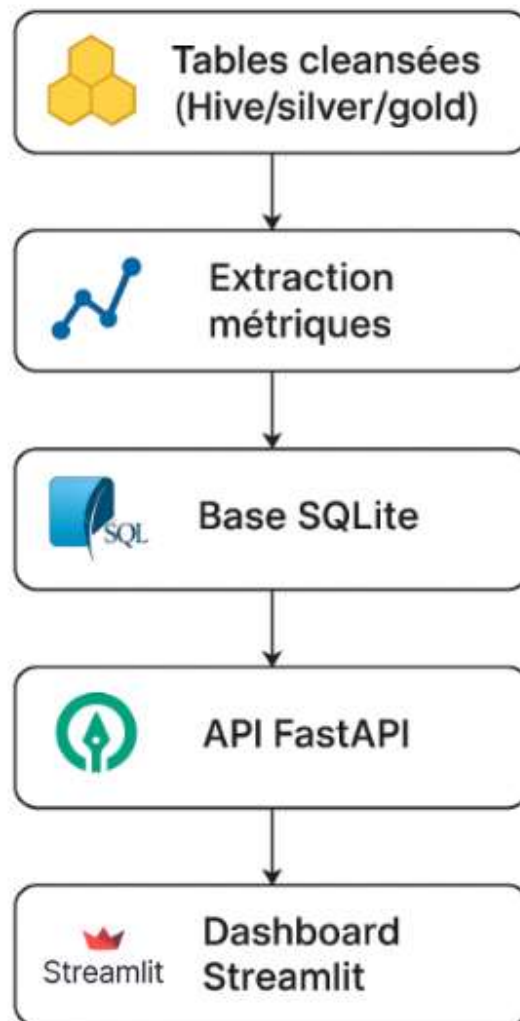 Tables cleansées
(Hive/silver/gold)
Extraction
métriques
SQL
Base SQLite
API FastAPI
Streamlit
Dashboard
Streamlit